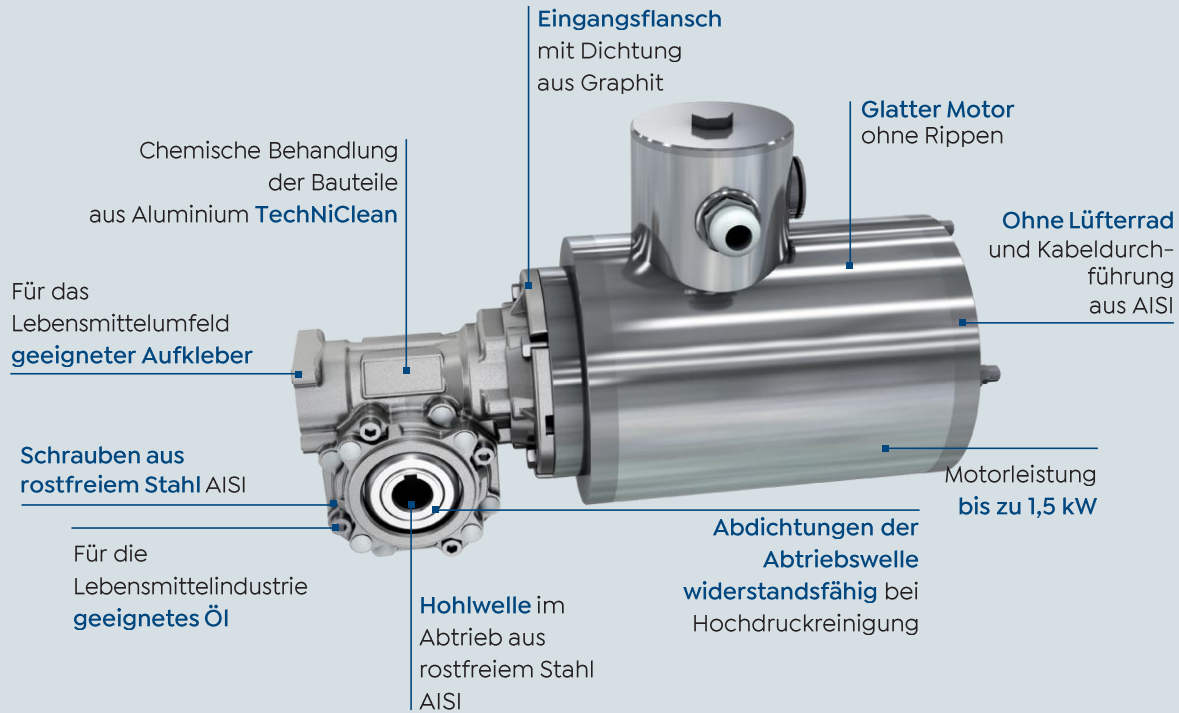 Eingangsflansch
mit Dichtung
aus Graphit
Glatter Motor
ohne Rippen
Chemische Behandlung
der Bauteile
aus Aluminium TechNiClean
Ohne Lüfterrad
und Kabeldurch-
führung
aus AISI
Für das
Lebensmittelumfeld
geeigneter Aufkleber
Schrauben aus
rostfreiem Stahl AISI
Motorleistung
bis zu 1,5 kW
Für die
Lebensmittelindustrie
geeignetes Öl
Abdichtungen der
Abtriebswelle
widerstandsfähig bei
Hochdruckreinigung
Hohlwelle im
Abtrieb aus
rostfreiem Stahl
AISI